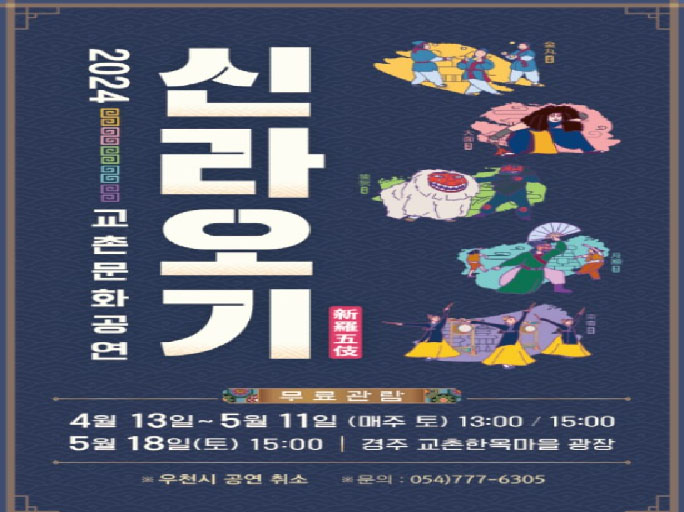 2024 교촌문화공연
신라오기
新羅五伎
무료관람
4월 13일~5월 11일 (매주 토) 13:00 / 15:00
5월 18일(토) 15:00 | 경주 교촌한옥마을 광장
※우천시 공연 취소 ※문의 : 054)777-6305